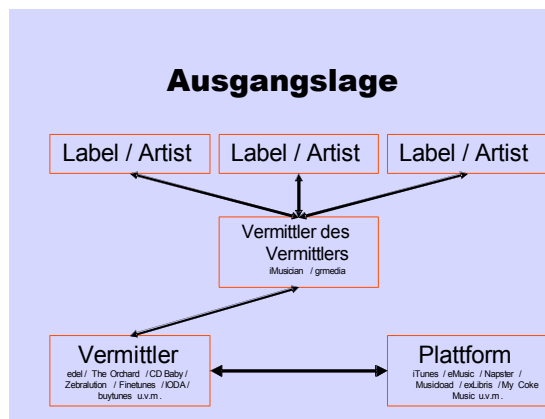 Ausgangslage
Label / Artist
Label / Artist
Label / Artist
Vermittler des
Vermittlers
iMusician / grmedia
Vermittler
edel / The Orchard / CD Baby /
Zebralution / Finetunes / IODA /
buytunes u.v.m.
Plattform
iTunes / eMusic / Napster /
Musicload / exLibris / My Coke
Music u.v.m.